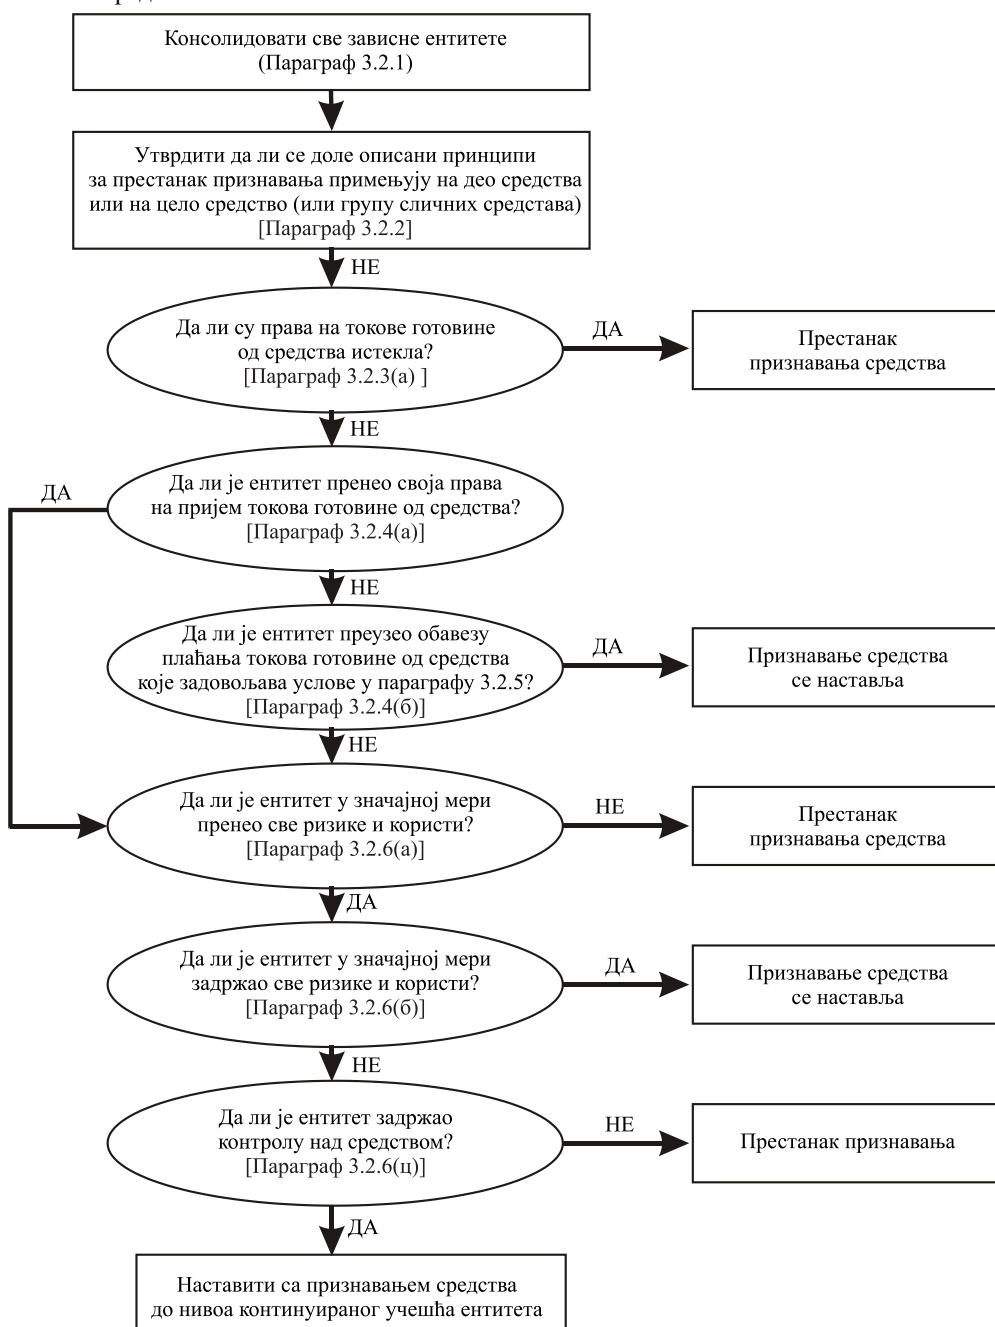 Консолидовати све зависне ентитете
(Параграф 3.2.1)
Утврдити да ли се доле описани принципи
за престанак признавања примењују на део средства
или на цело средство (или групу сличних средстава)
[Параграф 3.2.2]
НЕ
Да ли су права на токове готовине
од средства истекла?
[Параграф 3.2.3(а) ]
ДА
Престанак
признавања средства
НЕ
Да ли је ентитет пренео своја права
на пријем токова готовине од средства?
[Параграф 3.2.4(а)]
ДА
НЕ
Да ли је ентитет преузео обавезу
плаћања токова готовине од средства
које задовољава услове у параграфу 3.2.5?
[Параграф 3.2.4(б)]
ДА
Признавање средства
се наставља
НЕ
Да ли је ентитет у значајној мери
пренео све ризике и користи?
[Параграф 3.2.6(а)]
НЕ
Престанак
признавања средства
ДА
Да ли је ентитет у значајној мери
задржао све ризике и користи?
[Параграф 3.2.6(б)]
ДА
Признавање средства
се наставља
НЕ
Да ли је ентитет задржао
контролу над средством?
[Параграф 3.2.6(ц)]
НЕ
Престанак признавања
ДА
Наставити са признавањем средства
до нивоа континуираног учешћа ентитета